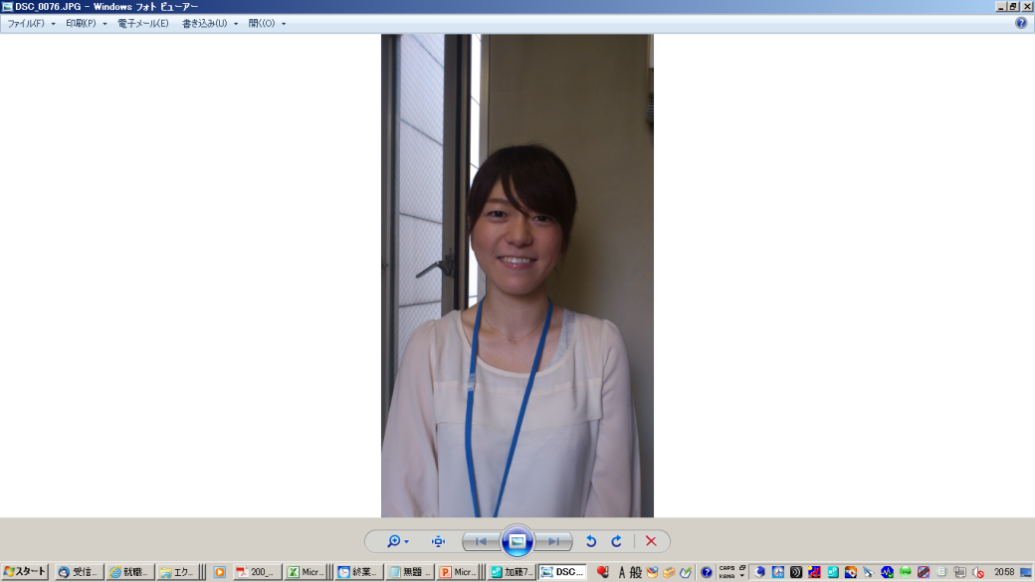 DSC_0076.JPG - Windows フォト ビューアー
ファイル(F) 印刷(P) 電子メール(E) 書き込み(U) 開く(O)
スタート 受信... 就職... エク... 200_... Micr... 終業... 無題 ... Micr... 加藤7... DSC... A 般 CAPS KANA 20:58